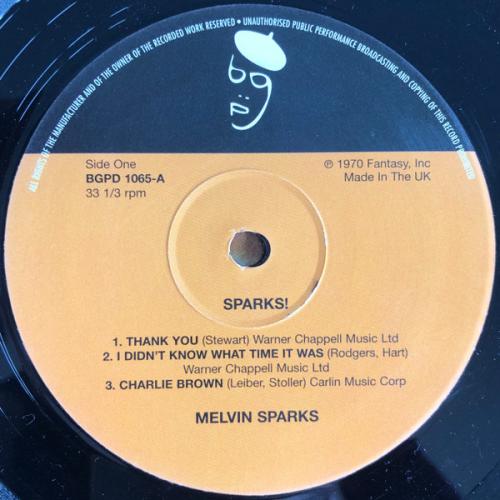 ALL RIGHTS OF THE MANUFACTURER AND OF THE OWNER OF THE RECORDED WORK RESERVED • UNAUTHORISED PUBLIC PERFORMANCE BROADCASTING AND COPYING OF THIS RECORD PROHIBITED
bgp
Side One
BGPD 1065-A
33 1/3 rpm
℗ 1970 Fantasy, Inc
Made In The UK
SPARKS!
1. THANK YOU (Stewart) Warner Chappell Music Ltd
2. I DIDN'T KNOW WHAT TIME IT WAS (Rodgers, Hart)
Warner Chappell Music Ltd
3. CHARLIE BROWN (Leiber, Stoller) Carlin Music Corp
MELVIN SPARKS